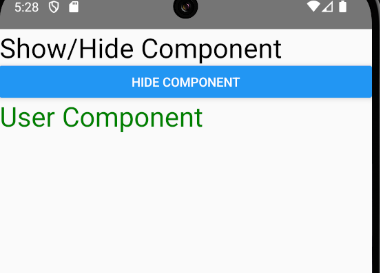 5:28
Show/Hide Component
HIDE COMPONENT
User Component